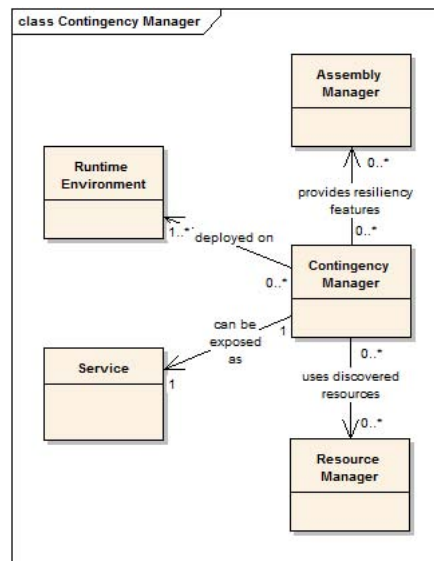 class Contingency Manager
Assembly
Manager
0..*
provides resiliency
features
0..*
Runtime
Environment
1..*
deployed on
0..*
Contingency
Manager
can be
exposed
as
1
Service
1
0..*
uses discovered
resources
0..*
Resource
Manager